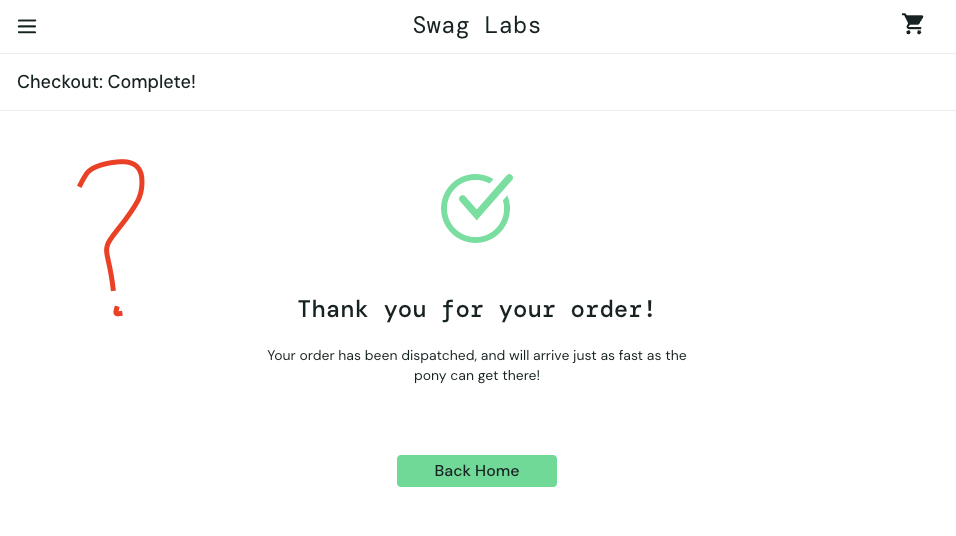 Swag Labs
Checkout: Complete!
?
Thank you for your order!
Your order has been dispatched, and will arrive just as fast as the
pony can get there!
Back Home